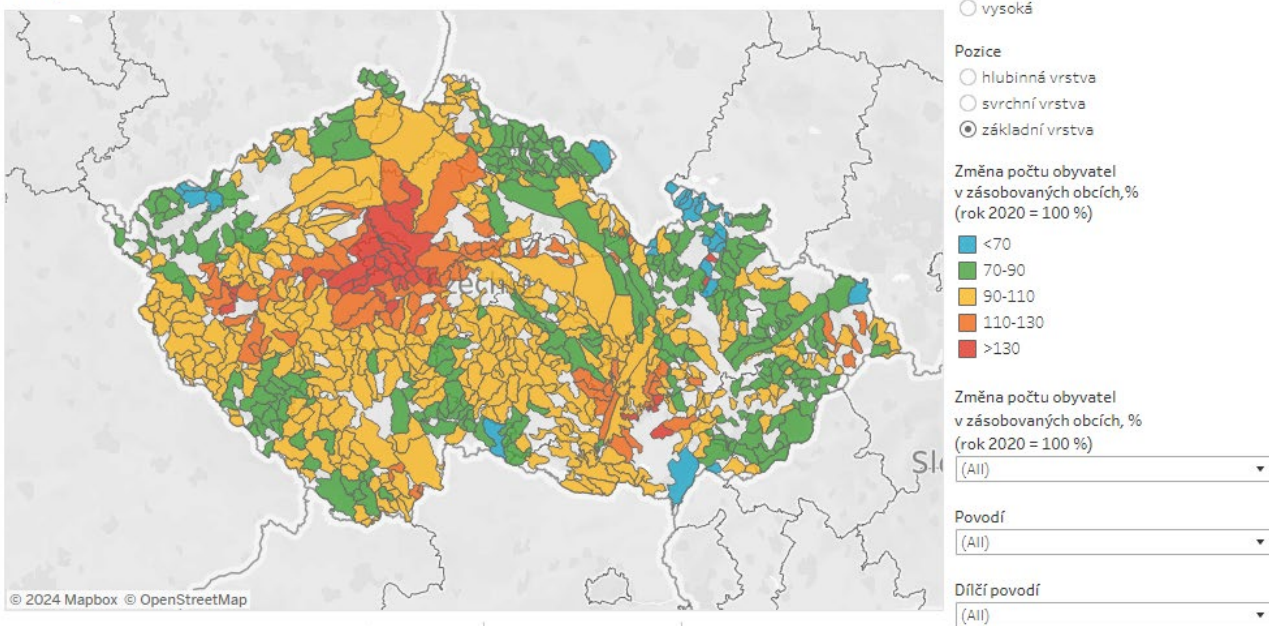 vysoká
Pozice
hlubinná vrstva
svrchní vrstva
základní vrstva
Změna počtu obyvatel
v zásobovaných obcích,%
(rok 2020 = 100 %)
<70
70-90
90-110
110-130
>130
Změna počtu obyvatel
v zásobovaných obcích, %
(rok 2020 = 100 %)
(All)
Povodí
(All)
Dílčí povodí
(All)
© 2024 Mapbox © OpenStreetMap